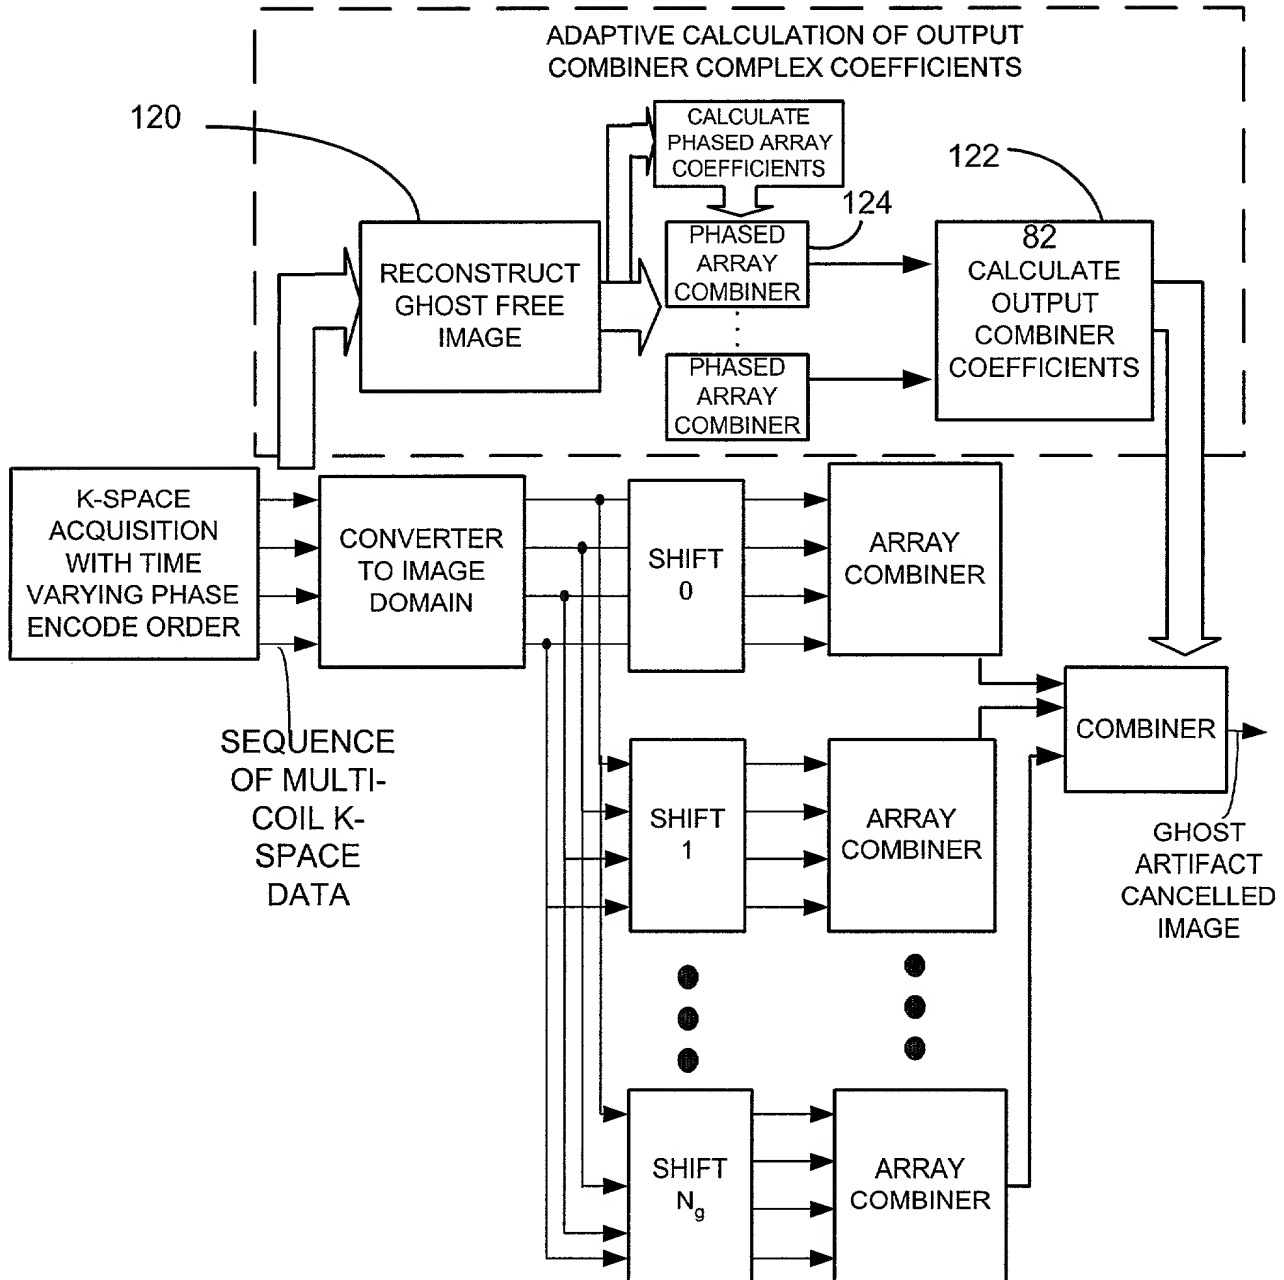 ADAPTIVE CALCULATION OF OUTPUT
COMBINER COMPLEX COEFFICIENTS
120
CALCULATE
PHASED ARRAY
COEFFICIENTS
122
124
RECONSTRUCT
GHOST FREE
IMAGE
PHASED
ARRAY
COMBINER
PHASED
ARRAY
COMBINER
82
CALCULATE
OUTPUT
COMBINER
COEFFICIENTS
K-SPACE
ACQUISITION
WITH TIME
VARYING PHASE
ENCODE ORDER
CONVERTER
TO IMAGE
DOMAIN
SHIFT
0
ARRAY
COMBINER
SEQUENCE
OF MULTI-
COIL K-
SPACE
DATA
SHIFT
1
ARRAY
COMBINER
COMBINER
GHOST
ARTIFACT
CANCELLED
IMAGE
SHIFT
Ng
ARRAY
COMBINER